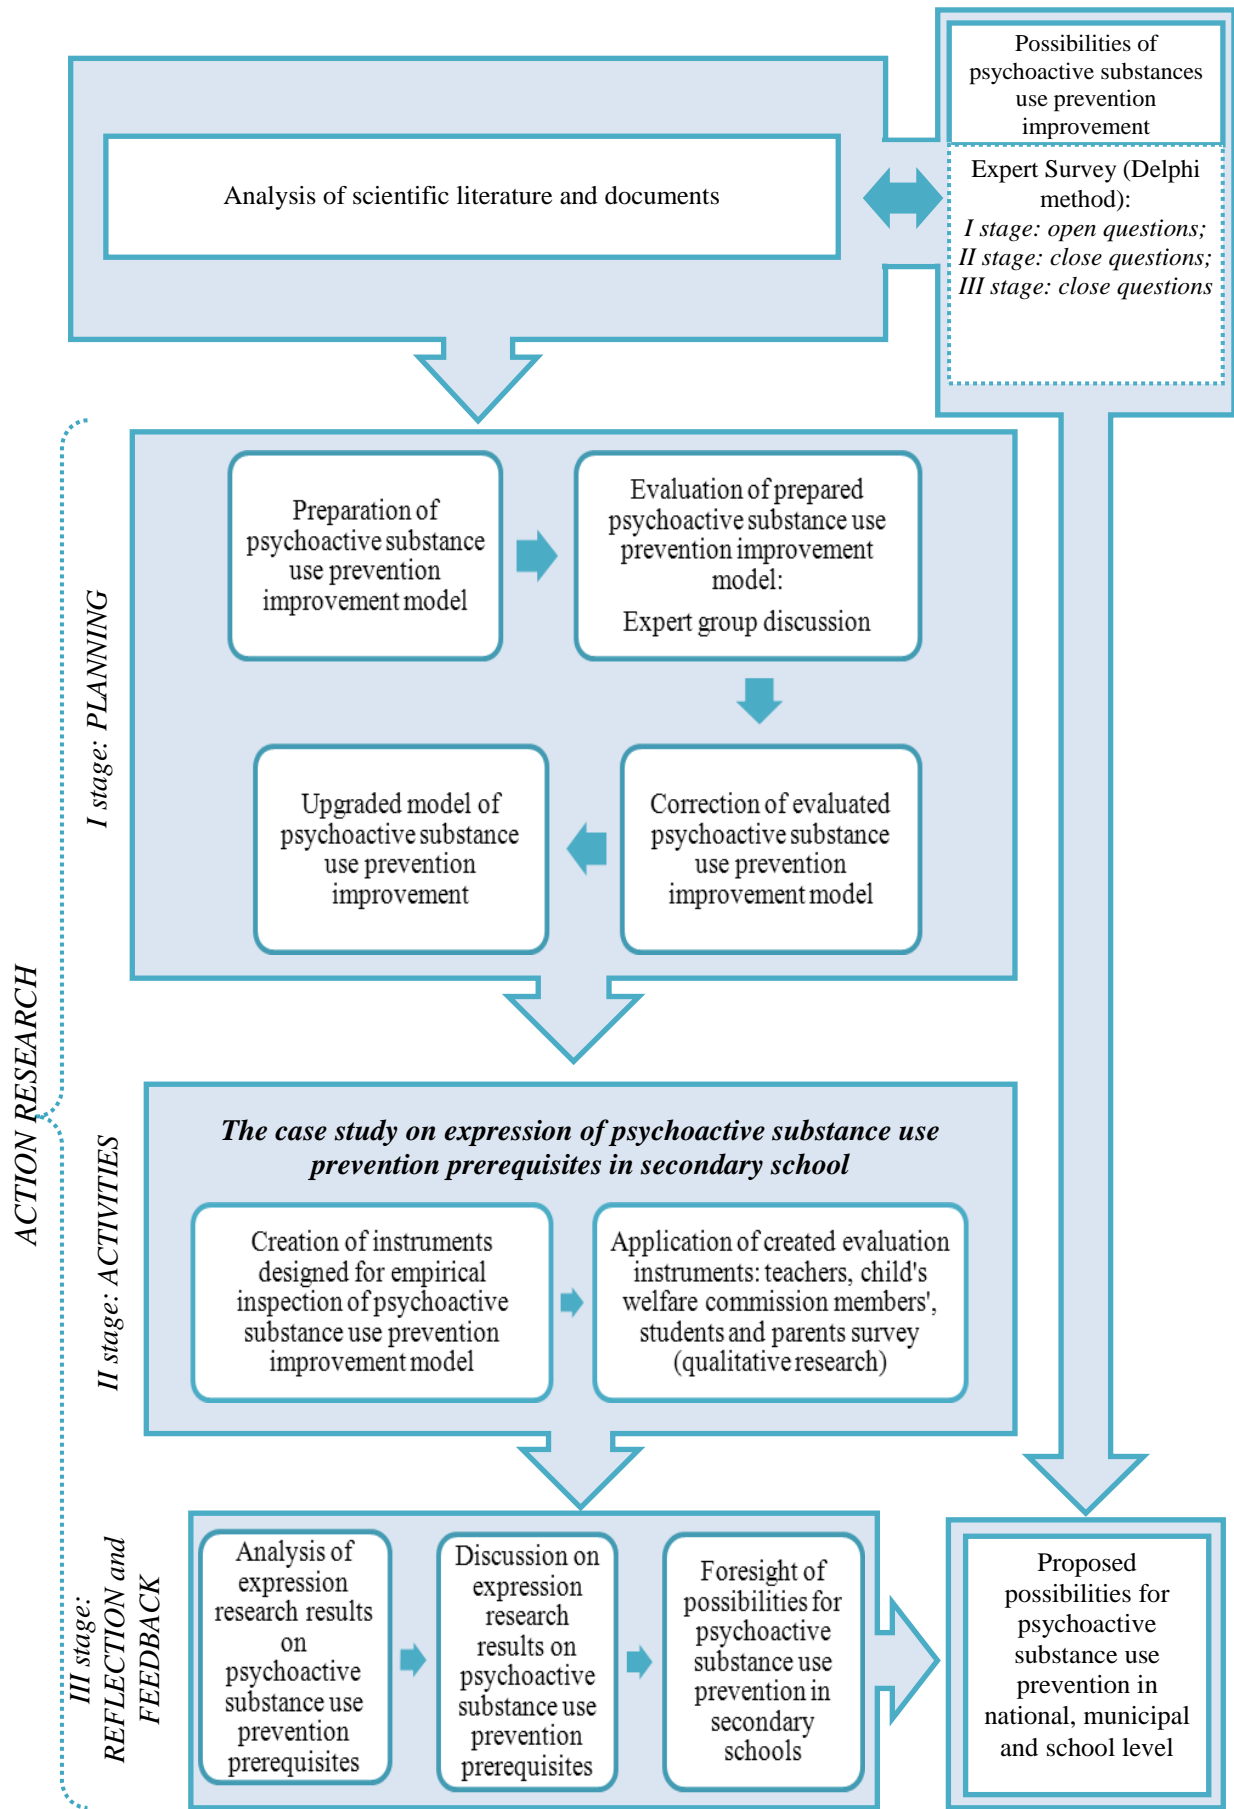 Possibilities of
psychoactive substances
use prevention
improvement
Analysis of scientific literature and documents
Expert Survey (Delphi
method):
I stage: open questions;
II stage: close questions;
III stage: close questions
ACTION RESEARCH
I stage: PLANNING
Preparation of
psychoactive substance
use prevention
improvement model
Evaluation of prepared
psychoactive substance use
prevention improvement
model:
Expert group discussion
Upgraded model of
psychoactive substance
use prevention
improvement
Correction of evaluated
psychoactive substance
use prevention
improvement model
II stage: ACTIVITIES
The case study on expression of psychoactive substance use
prevention prerequisites in secondary school
Creation of instruments
designed for empirical
inspection of psychoactive
substance use prevention
improvement model
Application of created evaluation
instruments: teachers, child's
welfare commission members',
students and parents survey
(qualitative research)
III stage:
REFLECTION and
FEEDBACK
Analysis of
expression
research results
on
psychoactive
substance use
prevention
prerequisites
Discussion on
expression
research
results on
psychoactive
substance use
prevention
prerequisites
Foresight of
possibilities for
psychoactive
substance use
prevention in
secondary
schools
Proposed
possibilities for
psychoactive
substance use
prevention in
national, municipal
and school level